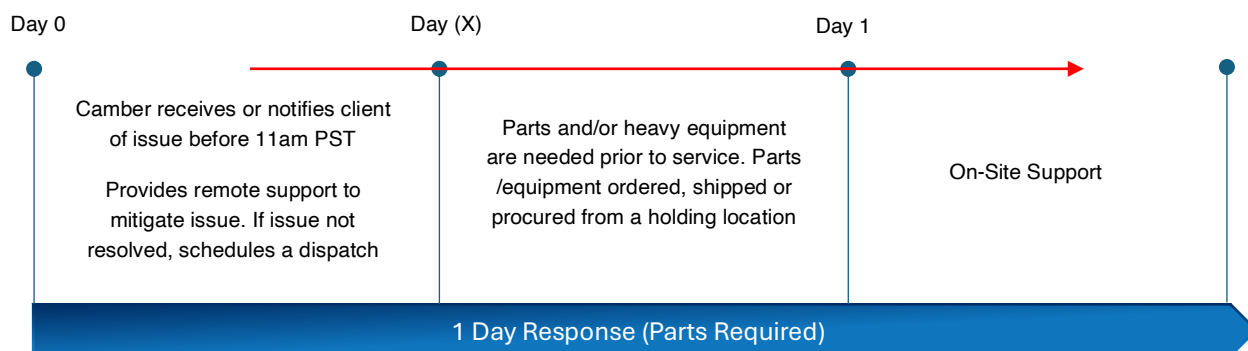 Day 0
Day (X)
Day 1
Camber receives or notifies client
of issue before 11am PST
Provides remote support to
mitigate issue. If issue not
resolved, schedules a dispatch
Parts and/or heavy equipment
are needed prior to service. Parts
/equipment ordered, shipped or
procured from a holding location
On-Site Support
1 Day Response (Parts Required)